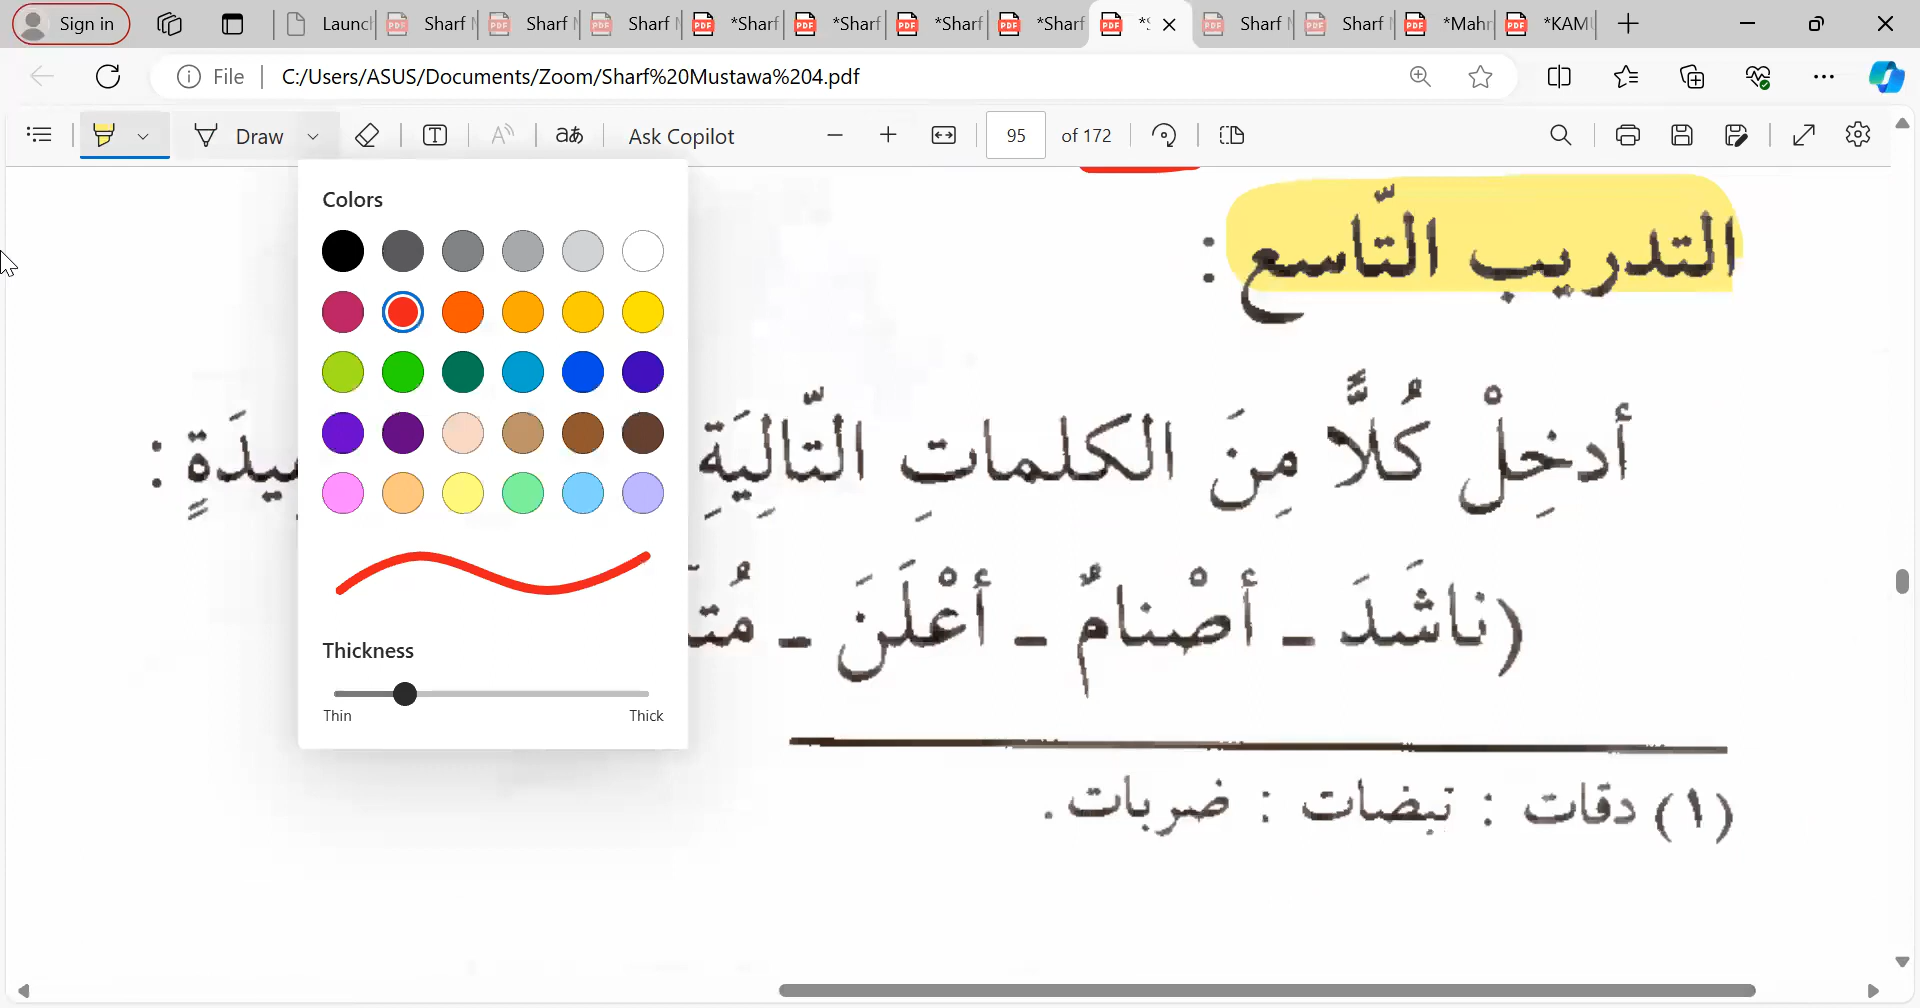 Sign in
Launc
Sharf
Sharf
Sharf
*Sharf
*Sharf
*Sharf
*Sharf
Sharf
Sharf
*Mahr
*KAM
File
C:/Users/ASUS/Documents/Zoom/Sharf%20Mustawa%204.pdf
Draw
Ask Copilot
95
of 172
Colors
Thickness
Thin
Thick
التدريب التّاسع :
أدخِلْ كُلًّا مِنَ الكلماتِ التّالِيَةِ
(ناشَدَ ـ أصْنامٌ ـ أعْلَنَ ـ
(١) دقات : نبضات : ضربات .